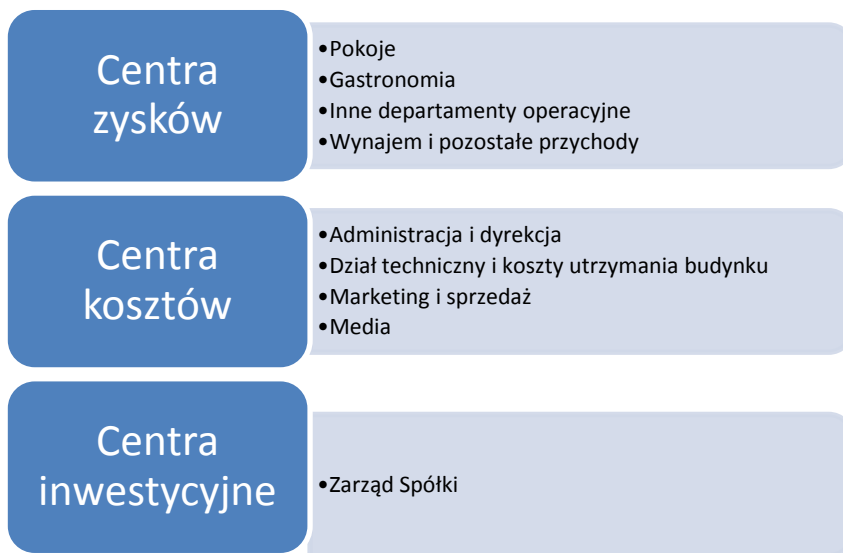 Centra
zysków
•Pokoje
•Gastronomia
•Inne departamenty operacyjne
•Wynajem i pozostałe przychody
Centra
kosztów
•Administracja i dyrekcja
•Dział techniczny i koszty utrzymania budynku
•Marketing i sprzedaż
•Media
Centra
inwestycyjne
•Zarząd Spółki